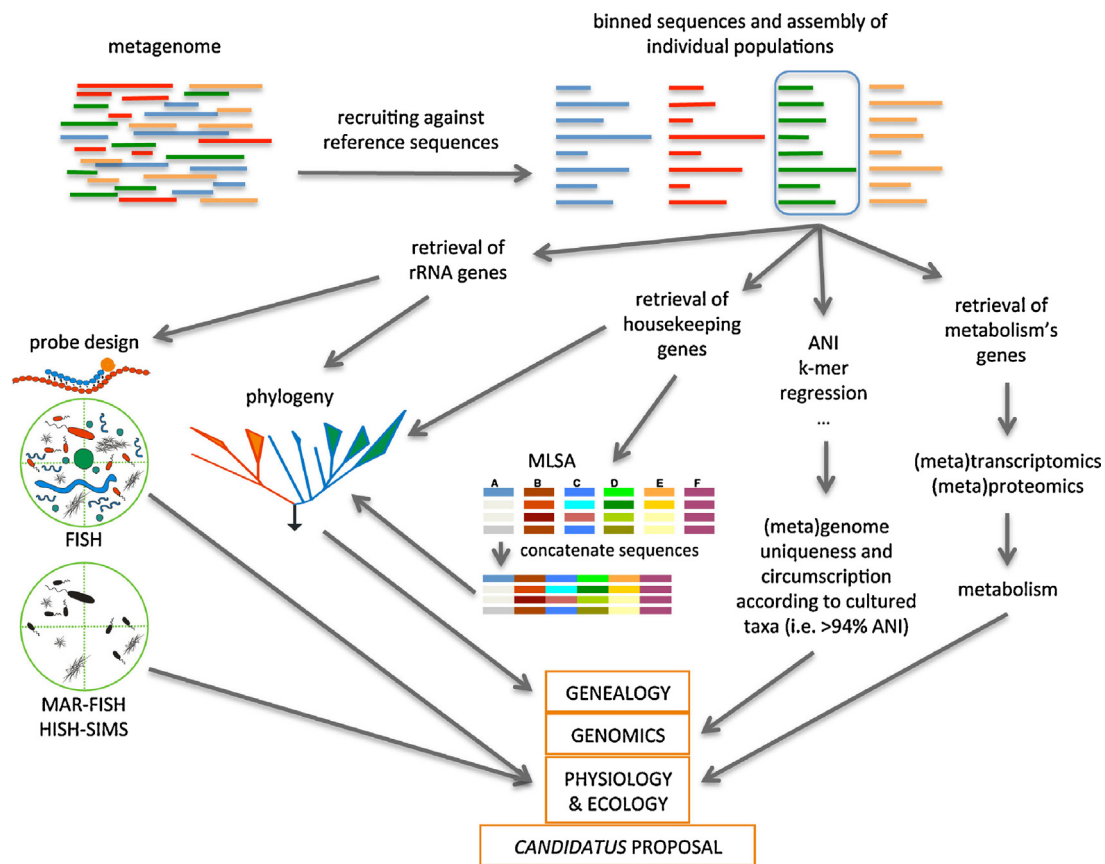 metagenome
binned sequences and assembly of
individual populations
recruiting against
reference sequences
retrieval of
rRNA genes
retrieval of
housekeeping
genes
ANI
k-mer
regression
...
retrieval of
metabolism's
genes
probe design
phylogeny
MLSA
A B C D E F
concatenate sequences
(meta)transcriptomics
(meta)proteomics
FISH
(meta)genome
uniqueness and
circumscription
according to cultured
taxa (i.e. >94% ANI)
metabolism
MAR-FISH
HISH-SIMS
GENEALOGY
GENOMICS
PHYSIOLOGY
& ECOLOGY
CANDIDATUS PROPOSAL